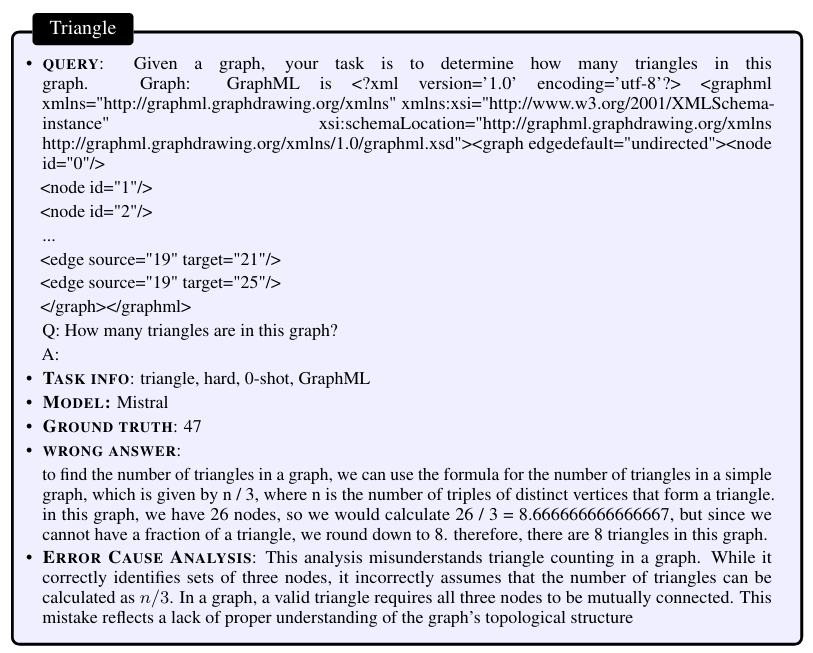 Triangle
• QUERY: Given a graph, your task is to determine how many triangles in this
graph. Graph: GraphML is <?xml version='1.0' encoding='utf-8'?> <graphml
xmlns="http://graphml.graphdrawing.org/xmlns" xmlns:xsi="http://www.w3.org/2001/XMLSchema-
instance" xsi:schemaLocation="http://graphml.graphdrawing.org/xmlns
http://graphml.graphdrawing.org/xmlns/1.0/graphml.xsd"><graph edgedefault="undirected"><node
id="0"/>
<node id="1"/>
<node id="2"/>
...
<edge source="19" target="21"/>
<edge source="19" target="25"/>
</graph></graphml>
Q: How many triangles are in this graph?
A:
• TASK INFO: triangle, hard, 0-shot, GraphML
• MODEL: Mistral
• GROUND TRUTH: 47
• WRONG ANSWER:
to find the number of triangles in a graph, we can use the formula for the number of triangles in a simple
graph, which is given by n / 3, where n is the number of triples of distinct vertices that form a triangle.
in this graph, we have 26 nodes, so we would calculate 26 / 3 = 8.666666666666667, but since we
cannot have a fraction of a triangle, we round down to 8. therefore, there are 8 triangles in this graph.
• ERROR CAUSE ANALYSIS: This analysis misunderstands triangle counting in a graph. While it
correctly identifies sets of three nodes, it incorrectly assumes that the number of triangles can be
calculated as n/3. In a graph, a valid triangle requires all three nodes to be mutually connected. This
mistake reflects a lack of proper understanding of the graph's topological structure